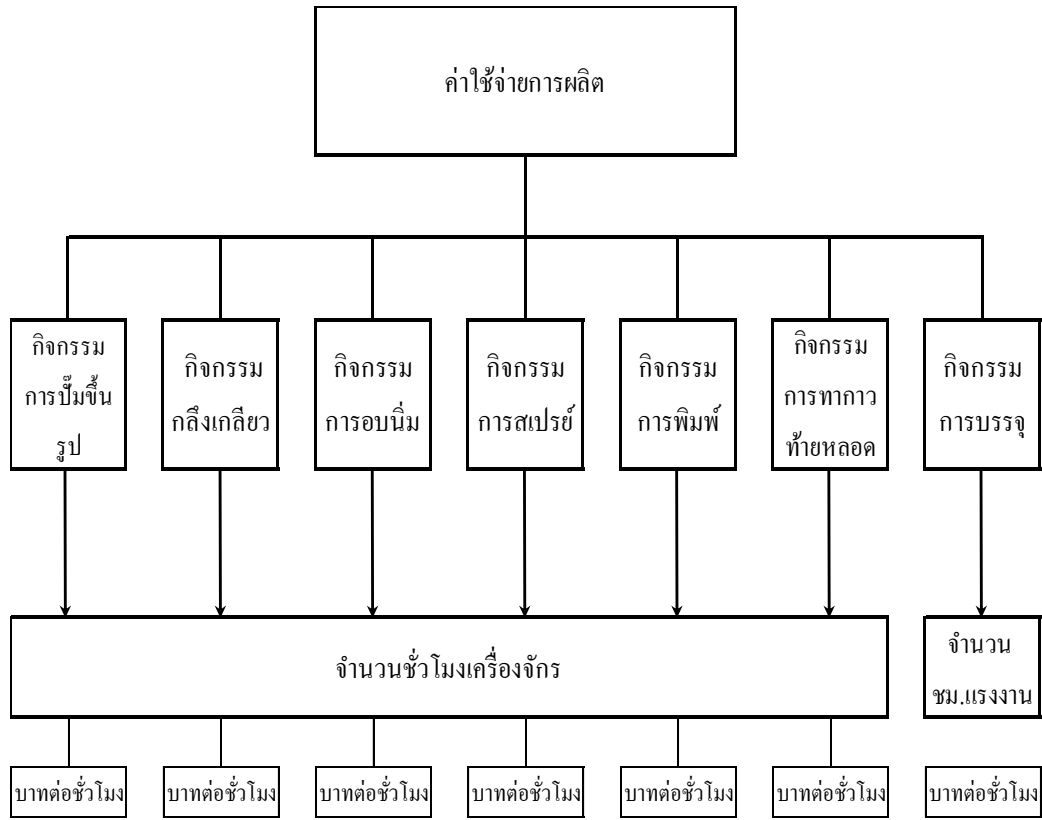 ค่าใช้จ่ายการผลิต
กิจกรรม
การปั๊มขึ้น
รูป
กิจกรรม
กลึงเกลียว
กิจกรรม
การอบนิ่ม
กิจกรรม
การสเปรย์
กิจกรรม
การพิมพ์
กิจกรรม
การทากาว
ท้ายหลอด
กิจกรรม
การบรรจุ
จำนวนชั่วโมงเครื่องจักร
จำนวน
ชม.แรงงาน
บาทต่อชั่วโมง
บาทต่อชั่วโมง
บาทต่อชั่วโมง
บาทต่อชั่วโมง
บาทต่อชั่วโมง
บาทต่อชั่วโมง
บาทต่อชั่วโมง